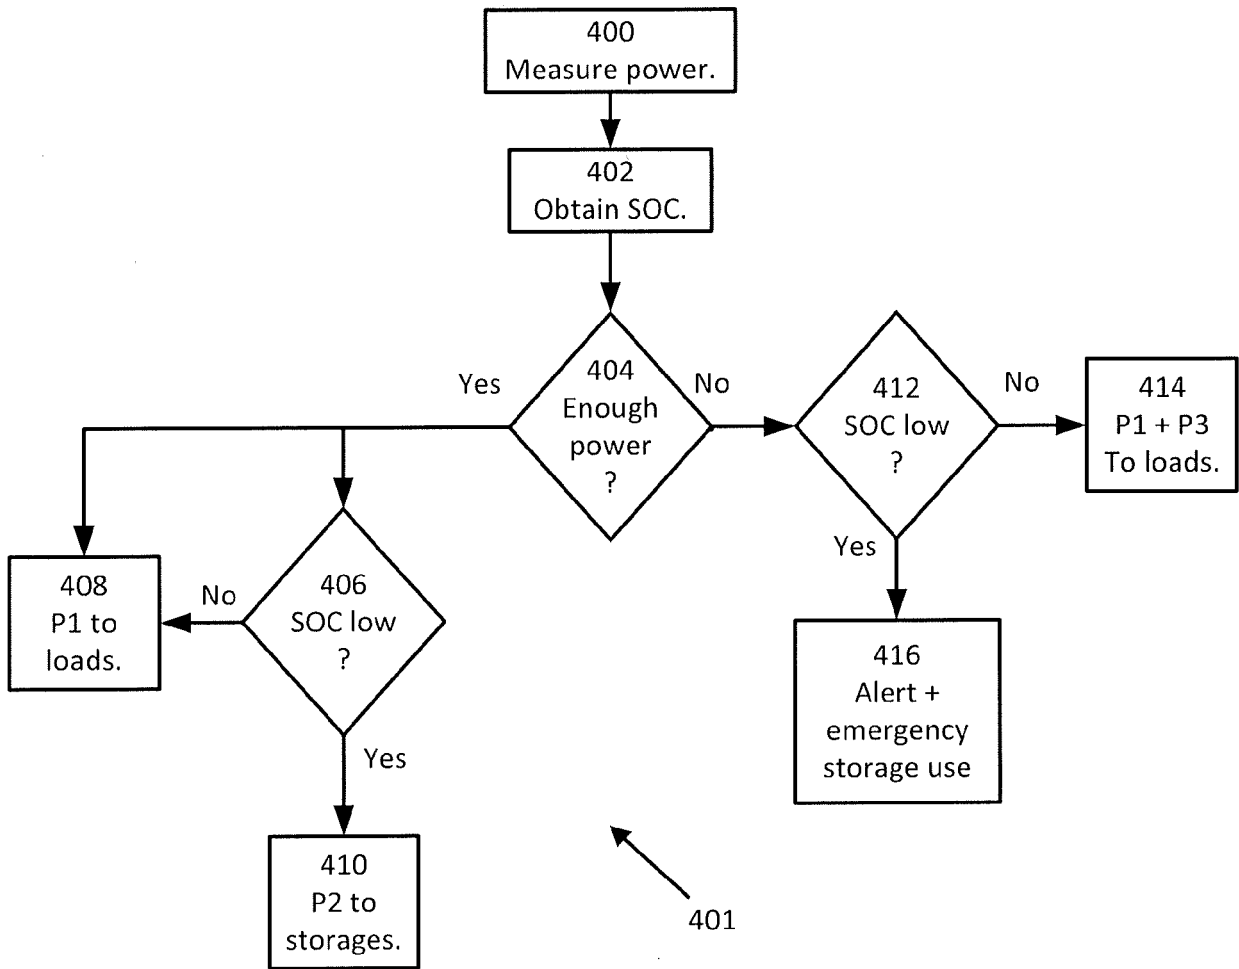 400
Measure power.
402
Obtain SOC.
404
Enough
power
?
Yes
No
412
SOC low
?
No
414
P1 + P3
To loads.
Yes
416
Alert +
emergency
storage use
406
SOC low
?
No
408
P1 to
loads.
Yes
410
P2 to
storages.
401